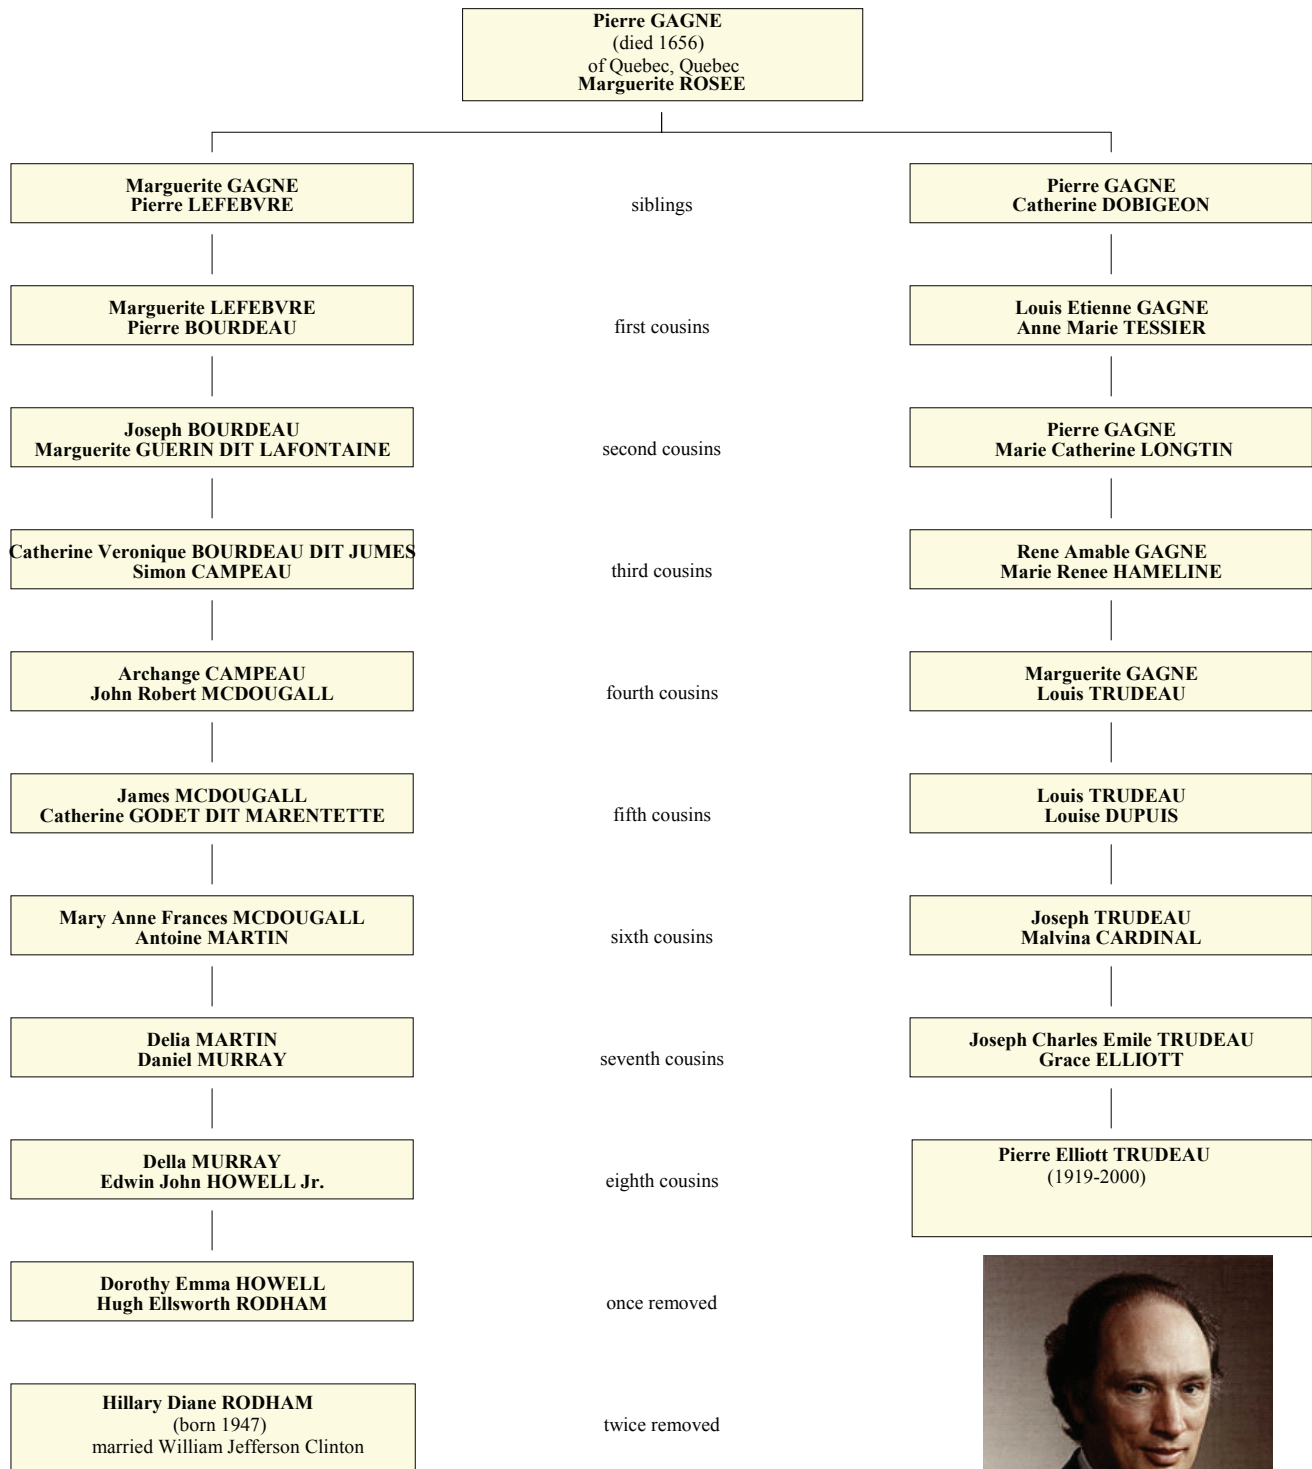 Pierre GAGNE
(died 1656)
of Quebec, Quebec
Marguerite ROSEE
Marguerite GAGNE
Pierre LEFEBVRE
siblings
Pierre GAGNE
Catherine DOBIGEON
Marguerite LEFEBVRE
Pierre BOURDEAU
first cousins
Louis Etienne GAGNE
Anne Marie TESSIER
Joseph BOURDEAU
Marguerite GUERIN DIT LAFONTAINE
second cousins
Pierre GAGNE
Marie Catherine LONGTIN
Catherine Veronique BOURDEAU DIT JUMES
Simon CAMPEAU
third cousins
Rene Amable GAGNE
Marie Renee HAMELINE
Archange CAMPEAU
John Robert MCDOUGALL
fourth cousins
Marguerite GAGNE
Louis TRUDEAU
James MCDOUGALL
Catherine GODET DIT MARENTETTE
fifth cousins
Louis TRUDEAU
Louise DUPUIS
Mary Anne Frances MCDOUGALL
Antoine MARTIN
sixth cousins
Joseph TRUDEAU
Malvina CARDINAL
Delia MARTIN
Daniel MURRAY
seventh cousins
Joseph Charles Emile TRUDEAU
Grace ELLIOTT
Della MURRAY
Edwin John HOWELL Jr.
eighth cousins
Pierre Elliott TRUDEAU
(1919-2000)
Dorothy Emma HOWELL
Hugh Ellsworth RODHAM
once removed
Hillary Diane RODHAM
(born 1947)
married William Jefferson Clinton
twice removed